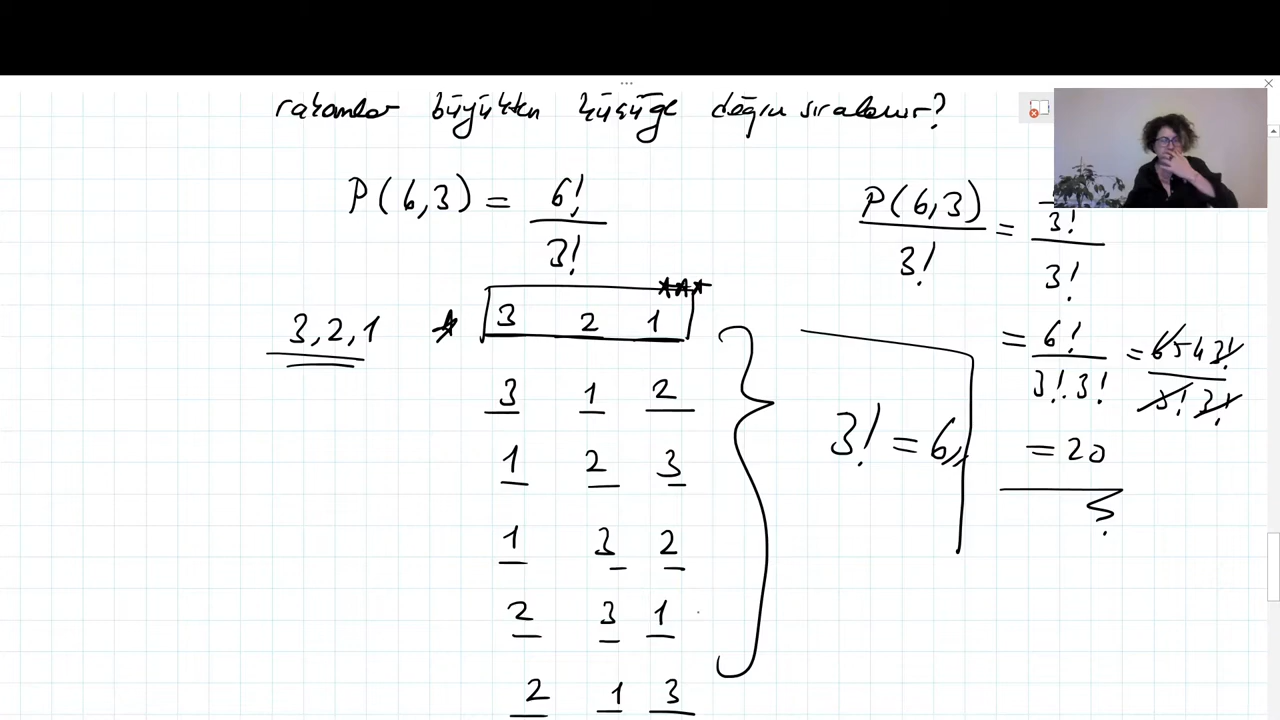 rakamlar büyükten küçüğe doğru sıralanır?
P(6,3) = 6!/3!
3,2,1
* 3 2 1 ***
3 1 2
1 2 3
1 3 2
2 3 1
2 1 3
3! = 6
P(6,3)/3! = 3!/3!
= 6!/3!.3! = 6 5 4 3!/3! 3!
= 20